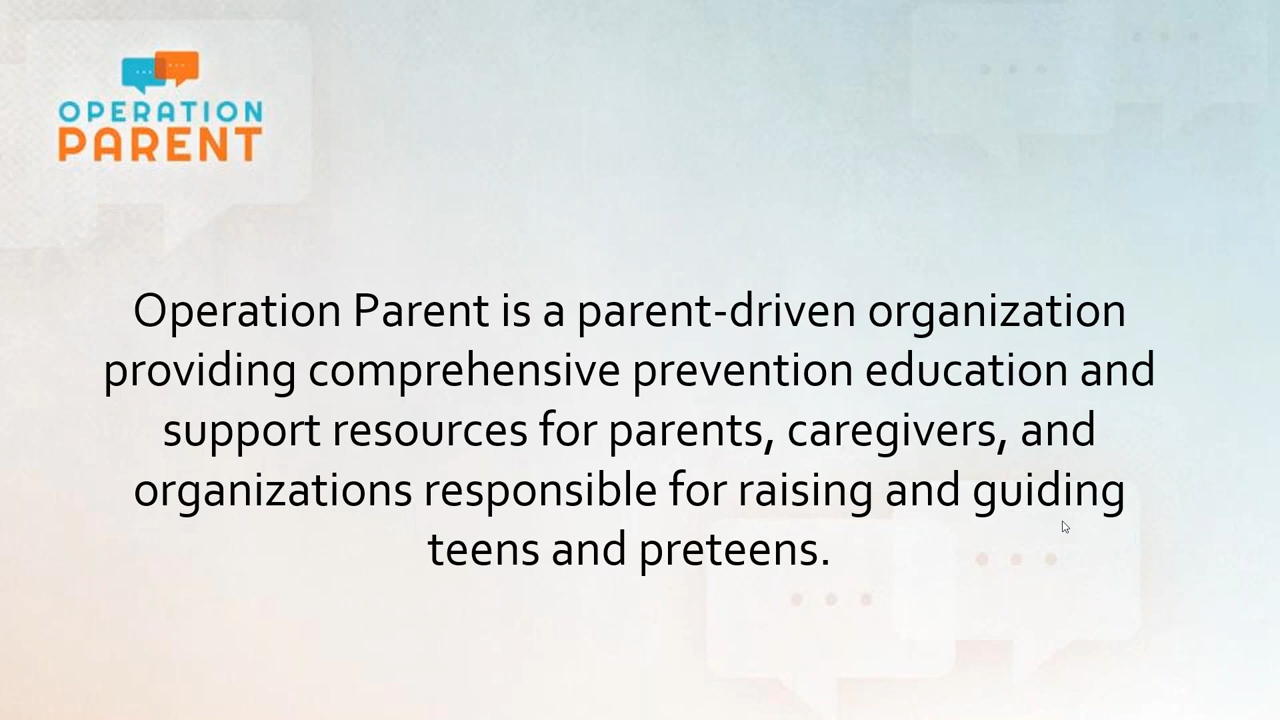 OPERATION
PARENT
Operation Parent is a parent-driven organization
providing comprehensive prevention education and
support resources for parents, caregivers, and
organizations responsible for raising and guiding
teens and preteens.